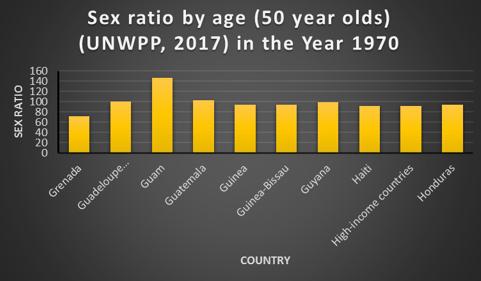 Sex ratio by age (50 year olds)
(UNWPP, 2017) in the Year 1970
SEX RATIO
160
140
120
100
80
60
40
20
0
Grenada
Guadeloupe...
Guam
Guatemala
Guinea
Guinea-Bissau
Guyana
Haiti
High-income countries
Honduras
COUNTRY